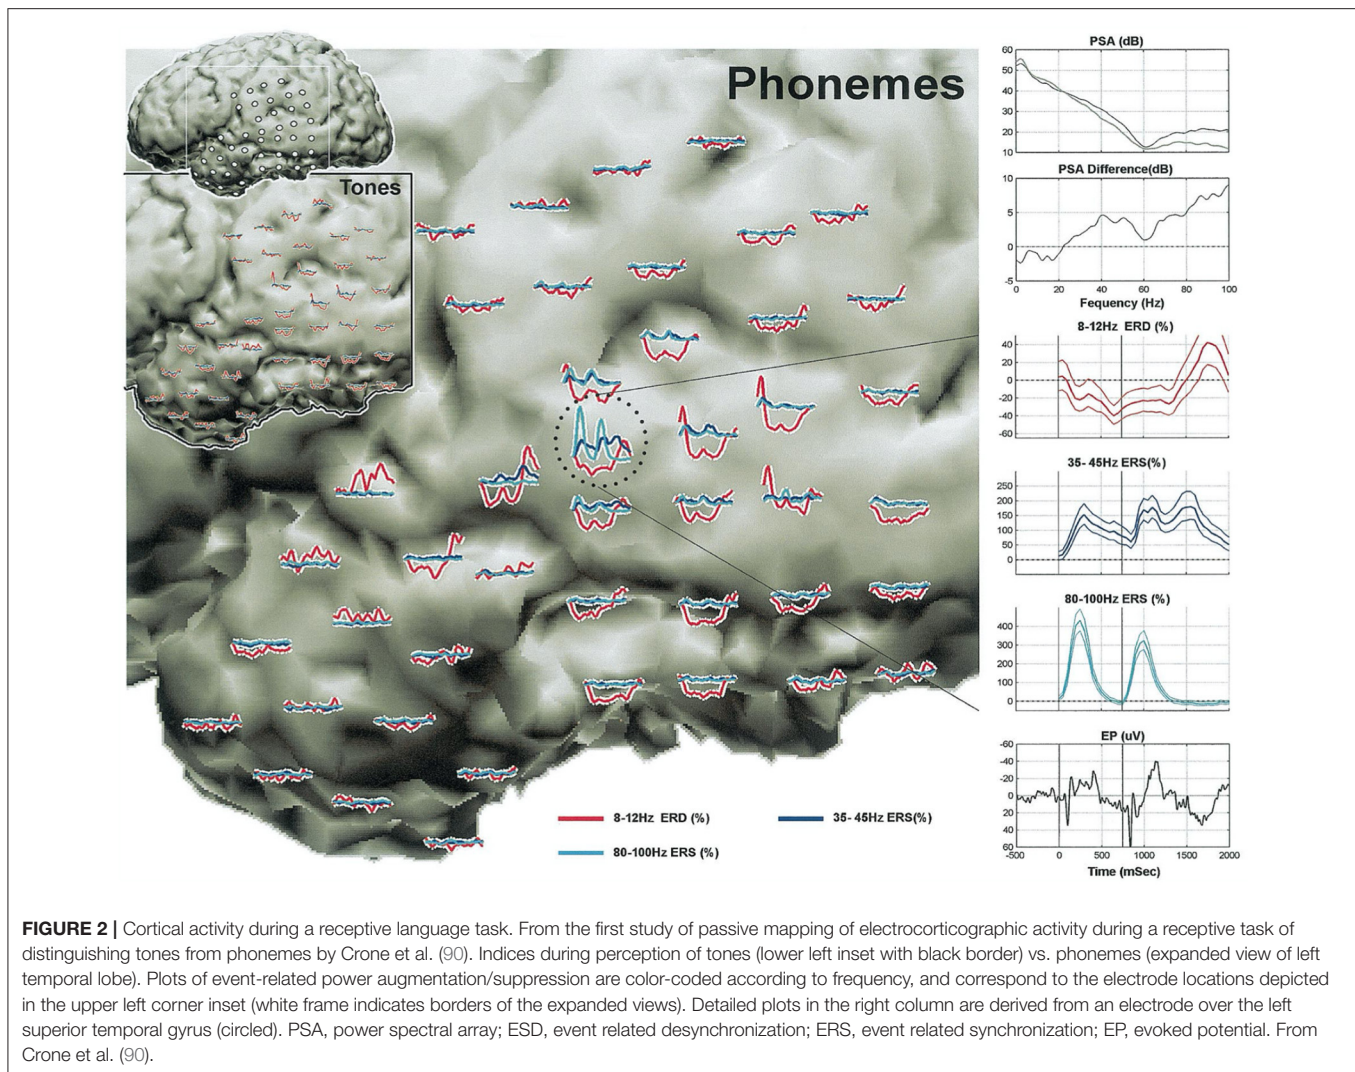 Phonemes
Tones
8-12Hz ERD (%)
35- 45Hz ERS(%)
80-100Hz ERS (%)
PSA (dB)
60
50
40
30
20
10
PSA Difference(dB)
10
5
0
-5
0 20 40 60 80 100
Fequency (Hz)
8-12Hz ERD (%)
40
20
0
-20
-40
-60
35- 45Hz ERS(%)
250
200
150
100
50
0
80-100Hz ERS (%)
400
300
200
100
0
EP (uV)
-60
-40
-20
0
20
40
60
-500 0 500 1000 1500 2000
Time (mSec)
FIGURE 2 | Cortical activity during a receptive language task. From the first study of passive mapping of electrocorticographic activity during a receptive task of
distinguishing tones from phonemes by Crone et al. (90). Indices during perception of tones (lower left inset with black border) vs. phonemes (expanded view of left
temporal lobe). Plots of event-related power augmentation/suppression are color-coded according to frequency, and correspond to the electrode locations depicted
in the upper left corner inset (white frame indicates borders of the expanded views). Detailed plots in the right column are derived from an electrode over the left
superior temporal gyrus (circled). PSA, power spectral array; ESD, event related desynchronization; ERS, event related synchronization; EP, evoked potential. From
Crone et al. (90).